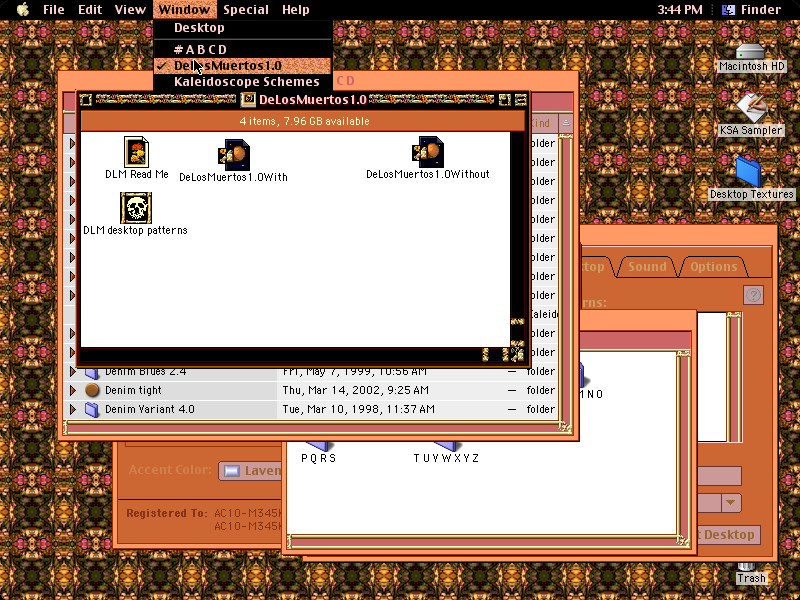 File Edit View Window Special Help 3:44 PM Finder
Desktop
# A B C D
✓ DeLosMuertos1.0
Kaleidoscope Schemes
C D
DeLosMuertos1.0
4 items, 7.96 GB available
DLM Read Me
DeLosMuertos1.0With
DeLosMuertos1.0Without
DLM desktop patterns
Kind
folder
folder
folder
folder
folder
folder
folder
folder
folder
Kaleid
folder
folder
Denim Blues 2.4 Fri, May 7, 1999, 10:56 AM — folder
Denim tight Thu, Mar 14, 2002, 9:25 AM — folder
Denim Variant 4.0 Tue, Mar 10, 1998, 11:37 AM — folder
Macintosh HD
KSA Sampler
Desktop Textures
top Sound Options
rns:
M N O
P Q R S
T U V W X Y Z
Accent Color: Laven
Registered To: AC10-M345H
AC10-M345H
t Desktop
Trash